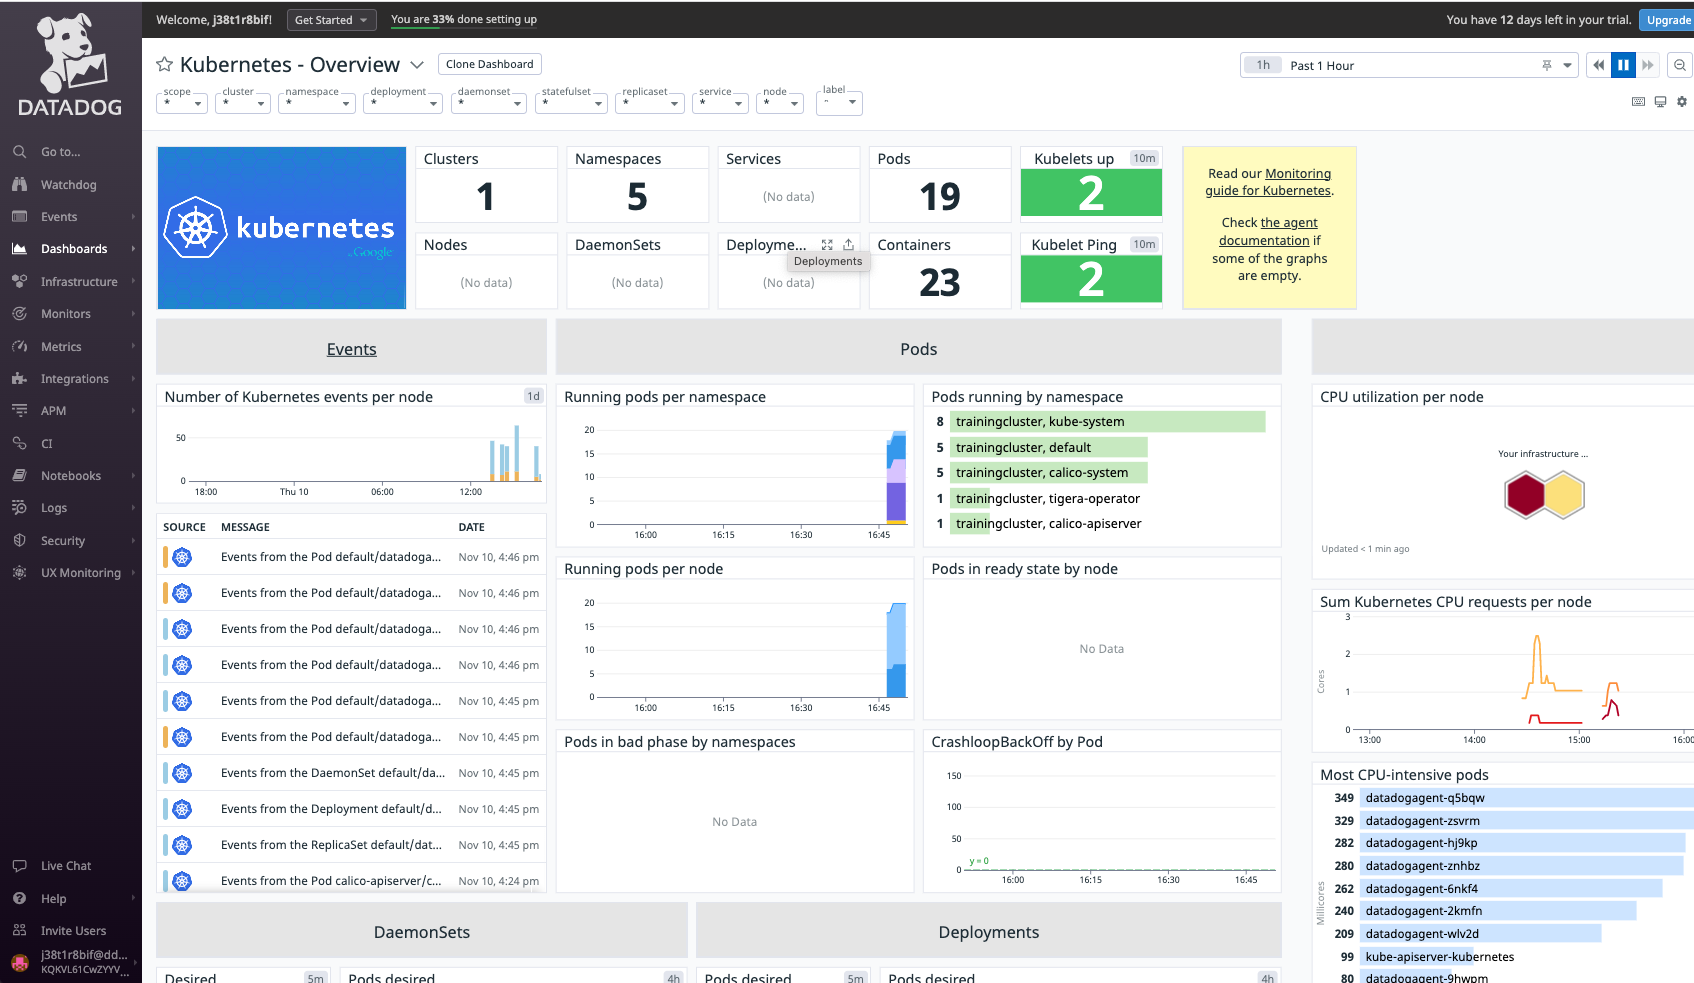 Welcome, j38t1r8bif!
Get Started
You are 33% done setting up
You have 12 days left in your trial.
Upgrade
DATADOG
Go to...
Watchdog
Events
Dashboards
Infrastructure
Monitors
Metrics
Integrations
APM
CI
Notebooks
Logs
Security
UX Monitoring
Live Chat
Help
Invite Users
j38t1r8bif@dd...
KQKVL61CwZYYV...
Kubernetes - Overview
Clone Dashboard
1h Past 1 Hour
scope
*
cluster
*
namespace
*
deployment
*
daemonset
*
statefulset
*
replicaset
*
service
*
node
*
label
*
kubernetes
by Google
Clusters
1
Namespaces
5
Services
(No data)
Pods
19
Kubelets up 10m
2
Nodes
(No data)
DaemonSets
(No data)
Deployme...
Deployments
(No data)
Containers
23
Kubelet Ping 10m
2
Read our Monitoring
guide for Kubernetes.
Check the agent
documentation if
some of the graphs
are empty.
Events
Number of Kubernetes events per node 1d
50
0
18:00 Thu 10 06:00 12:00
SOURCE MESSAGE DATE
Events from the Pod default/datadoga... Nov 10, 4:46 pm
Events from the Pod default/datadoga... Nov 10, 4:46 pm
Events from the Pod default/datadoga... Nov 10, 4:46 pm
Events from the Pod default/datadoga... Nov 10, 4:46 pm
Events from the Pod default/datadoga... Nov 10, 4:45 pm
Events from the Pod default/datadoga... Nov 10, 4:45 pm
Events from the DaemonSet default/da... Nov 10, 4:45 pm
Events from the Deployment default/d... Nov 10, 4:45 pm
Events from the ReplicaSet default/dat... Nov 10, 4:45 pm
Events from the Pod calico-apiserver/c... Nov 10, 4:24 pm
Pods
Running pods per namespace
20
15
10
5
0
16:00 16:15 16:30 16:45
Pods running by namespace
8 trainingcluster, kube-system
5 trainingcluster, default
5 trainingcluster, calico-system
1 trainingcluster, tigera-operator
1 trainingcluster, calico-apiserver
Running pods per node
20
15
10
5
0
16:00 16:15 16:30 16:45
Pods in ready state by node
No Data
Pods in bad phase by namespaces
No Data
CrashloopBackOff by Pod
150
100
50
y = 0
0
16:00 16:15 16:30 16:45
CPU utilization per node
Your infrastructure ...
Updated < 1 min ago
Sum Kubernetes CPU requests per node
Cores
3
2
1
0
13:00 14:00 15:00 16:00
Most CPU-intensive pods
Millicores
349 datadogagent-q5bqw
329 datadogagent-zsvrm
282 datadogagent-hj9kp
280 datadogagent-znhbz
262 datadogagent-6nkf4
240 datadogagent-2kmfn
209 datadogagent-wlv2d
99 kube-apiserver-kubernetes
80 datadogagent-9hwpm
DaemonSets
Desired 5m
Pods desired 4h
Deployments
Pods desired 5m
Pods desired 4h